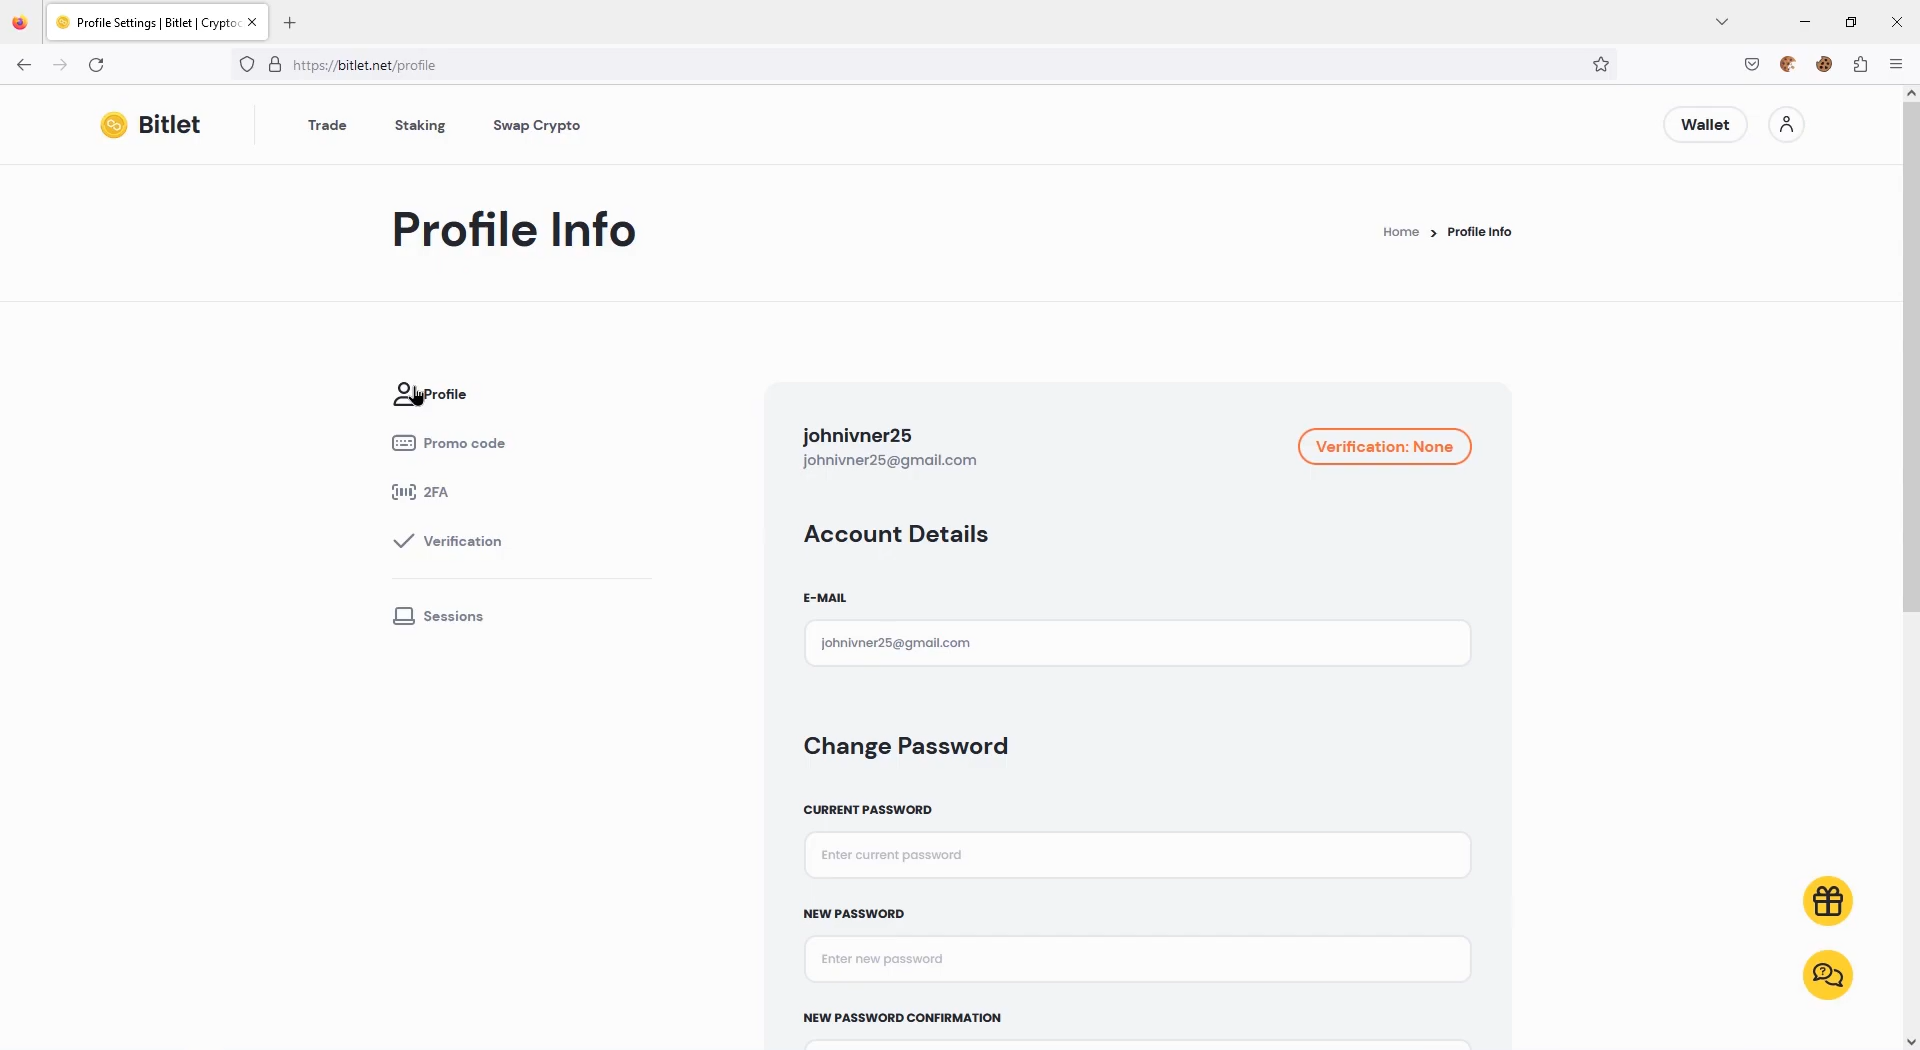 Profile Settings | Bitlet | Cryptoc
https://bitlet.net/profile
Bitlet
Trade
Staking
Swap Crypto
Wallet
Profile Info
Home
Profile Info
Profile
Promo code
2FA
Verification
Sessions
johnivner25
johnivner25@gmail.com
Verification: None
Account Details
E-MAIL
johnivner25@gmail.com
Change Password
CURRENT PASSWORD
Enter current password
NEW PASSWORD
Enter new password
NEW PASSWORD CONFIRMATION